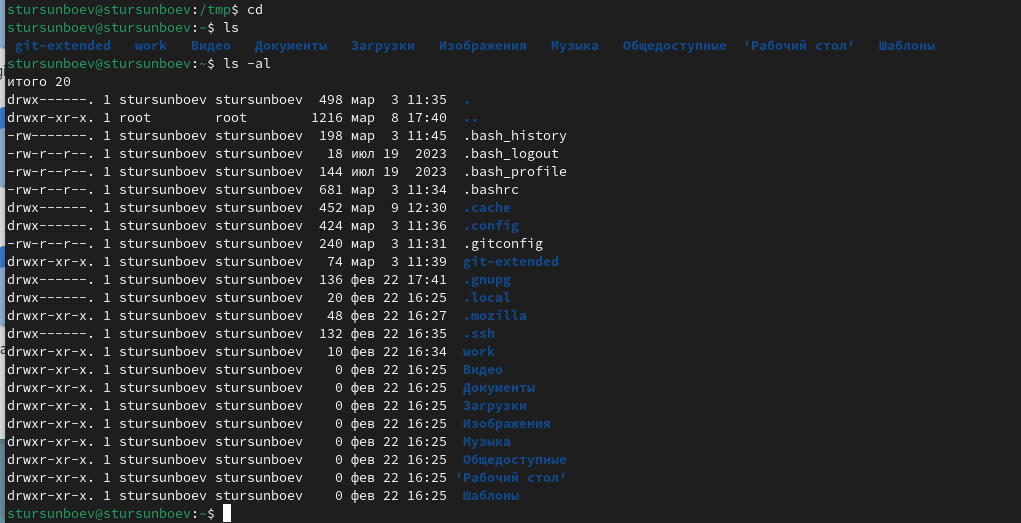 stursunboev@stursunboev:/tmp$ cd
stursunboev@stursunboev:~$ ls
git-extended   work   Видео   Документы   Загрузки   Изображения   Музыка   Общедоступные  'Рабочий стол'   Шаблоны
stursunboev@stursunboev:~$ ls -al
итого 20
drwx------. 1 stursunboev stursunboev  498 мар  3 11:35  .
drwxr-xr-x. 1 root        root        1216 мар  8 17:40  ..
-rw-------. 1 stursunboev stursunboev  198 мар  3 11:45  .bash_history
-rw-r--r--. 1 stursunboev stursunboev   18 июл 19  2023  .bash_logout
-rw-r--r--. 1 stursunboev stursunboev  144 июл 19  2023  .bash_profile
-rw-r--r--. 1 stursunboev stursunboev  681 мар  3 11:34  .bashrc
drwx------. 1 stursunboev stursunboev  452 мар  9 12:30  .cache
drwx------. 1 stursunboev stursunboev  424 мар  3 11:36  .config
-rw-r--r--. 1 stursunboev stursunboev  240 мар  3 11:31  .gitconfig
drwxr-xr-x. 1 stursunboev stursunboev   74 мар  3 11:39  git-extended
drwx------. 1 stursunboev stursunboev  136 фев 22 17:41  .gnupg
drwx------. 1 stursunboev stursunboev   20 фев 22 16:25  .local
drwxr-xr-x. 1 stursunboev stursunboev   48 фев 22 16:27  .mozilla
drwx------. 1 stursunboev stursunboev  132 фев 22 16:33  .ssh
drwxr-xr-x. 1 stursunboev stursunboev   10 фев 22 16:34  work
drwxr-xr-x. 1 stursunboev stursunboev    0 фев 22 16:25  Видео
drwxr-xr-x. 1 stursunboev stursunboev    0 фев 22 16:25  Документы
drwxr-xr-x. 1 stursunboev stursunboev    0 фев 22 16:25  Загрузки
drwxr-xr-x. 1 stursunboev stursunboev    0 фев 22 16:25  Изображения
drwxr-xr-x. 1 stursunboev stursunboev    0 фев 22 16:25  Музыка
drwxr-xr-x. 1 stursunboev stursunboev    0 фев 22 16:25  Общедоступные
drwxr-xr-x. 1 stursunboev stursunboev    0 фев 22 16:25 'Рабочий стол'
drwxr-xr-x. 1 stursunboev stursunboev    0 фев 22 16:25  Шаблоны
stursunboev@stursunboev:~$